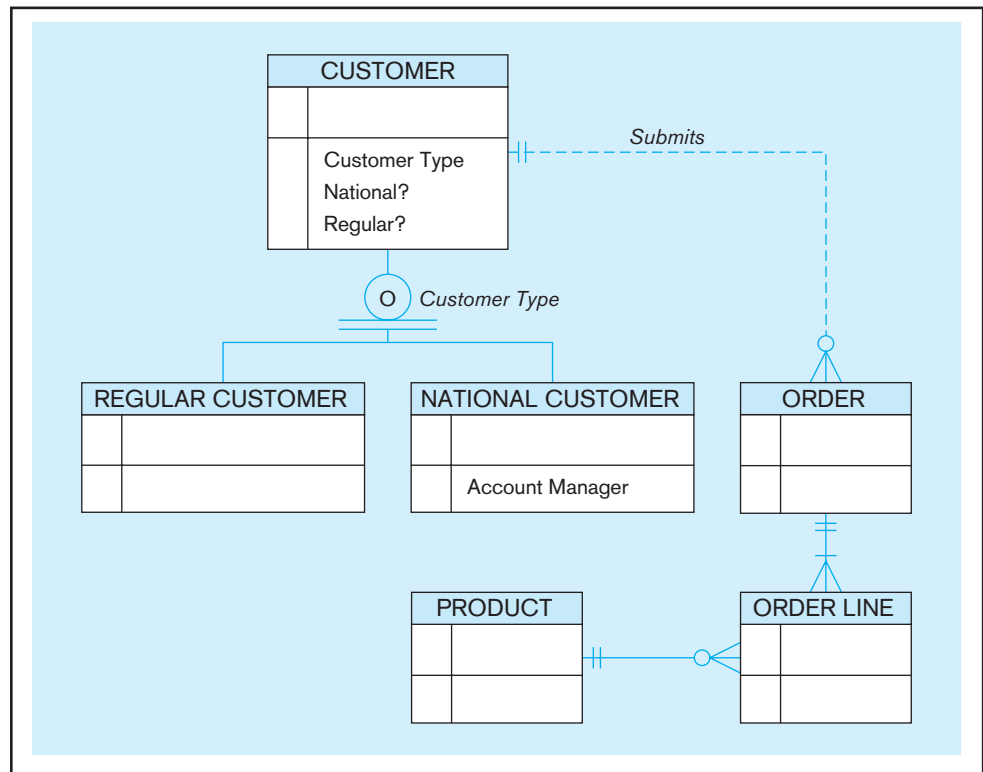 CUSTOMER
Customer Type
National?
Regular?
Submits
O
Customer Type
REGULAR CUSTOMER
NATIONAL CUSTOMER
Account Manager
ORDER
PRODUCT
ORDER LINE